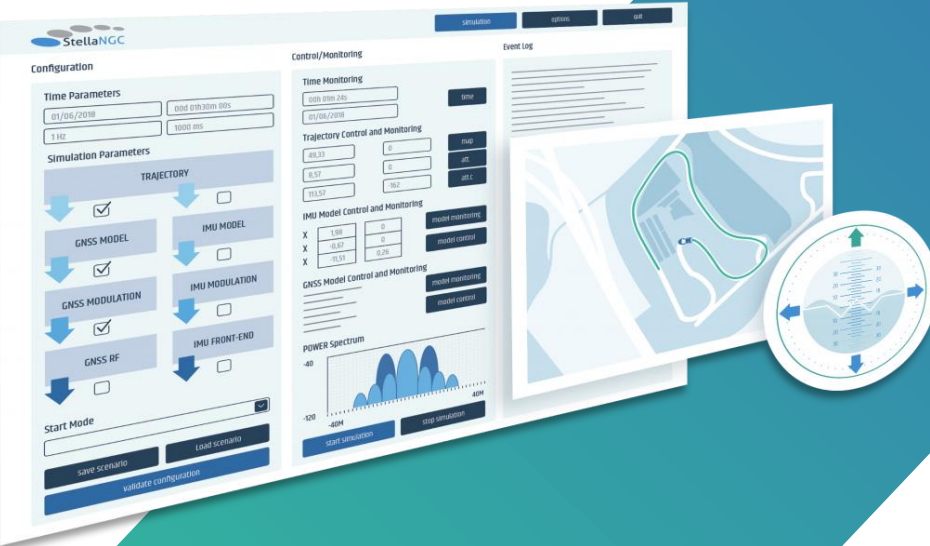 StellaNGC
simulation
options
quit
Configuration
Time Parameters
01/06/2018
00d 01h30m 00s
1 Hz
1000 ms
Simulation Parameters
TRAJECTORY
GNSS MODEL
IMU MODEL
GNSS MODULATION
IMU MODULATION
GNSS RF
IMU FRONT-END
Start Mode
save scenario
Load scenario
validate configuration
Control/Monitoring
Time Monitoring
00h 01m 24s
time
01/06/2018
Trajectory Control and Monitoring
49,33
0
map
8,57
0
att.
113,52
-162
att.c
IMU Model Control and Monitoring
X
1,98
0
model monitoring
X
-0,67
0
model control
X
-11,51
0,26
GNSS Model Control and Monitoring
model monitoring
model control
POWER Spectrum
-40
-120
-40M
40M
start simulation
stop simulation
Event Log